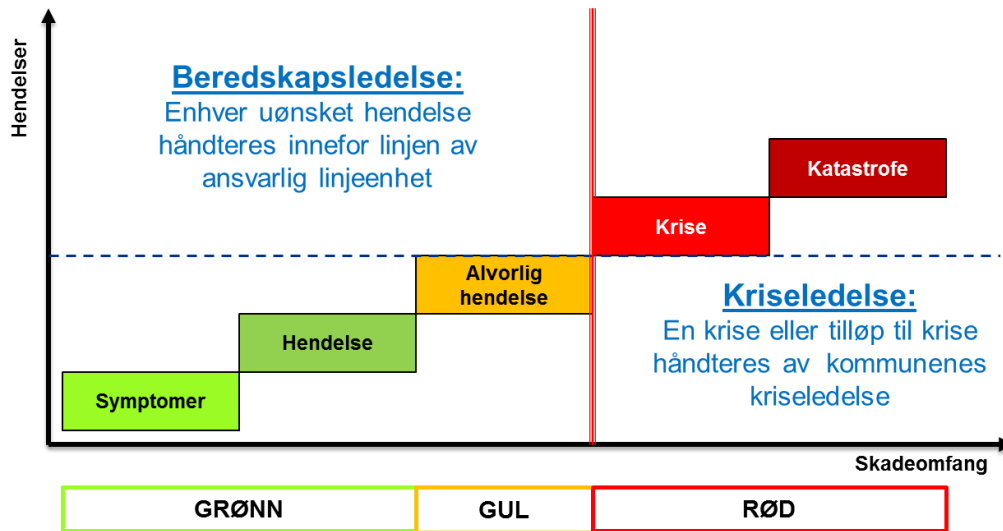 Hendelser
Beredskapsledelse:
Enhver uønsket hendelse
håndteres innefor linjen av
ansvarlig linjeenhet
Katastrofe
Krise
Alvorlig
hendelse
Hendelse
Symptomer
Kriseledelse:
En krise eller tilløp til krise
håndteres av kommunenes
kriseledelse
Skadeomfang
GRØNN
GUL
RØD